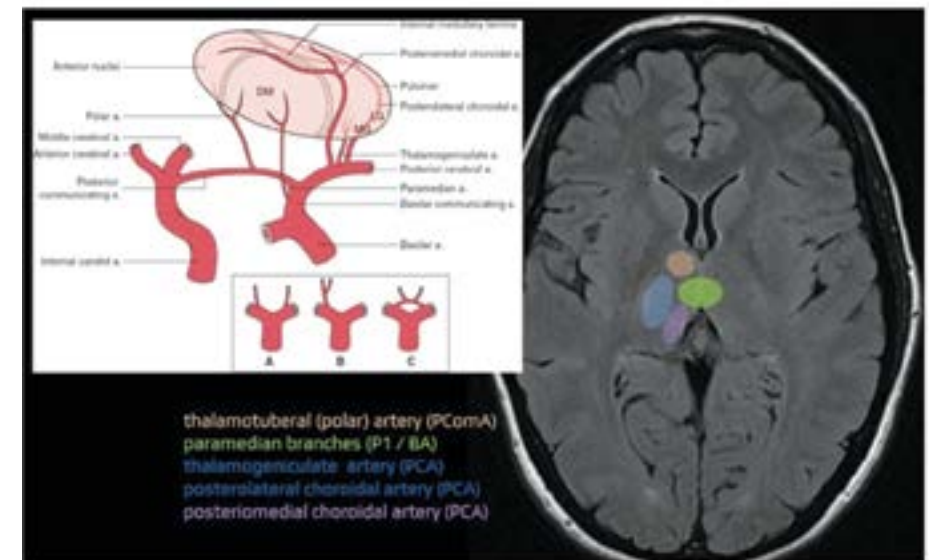 Internal medullary lamina
Anterior nuclei
Posteromedial choroidal a.
DM
Pulvinar
Posterolateral choroidal a.
LG
MG
Polar a.
Middle cerebral a.
Anterior cerebral a.
Thalamogeniculate a.
Posterior cerebral a.
Posterior
communicating a.
Paramedian a.
Basilar communicating a.
Basilar a.
Internal carotid a.
A B C
thalamotuberal (polar) artery (PComA)
paramedian branches (P1 / BA)
thalamogeniculate artery (PCA)
posterolateral choroidal artery (PCA)
posteriomedial choroidal artery (PCA)